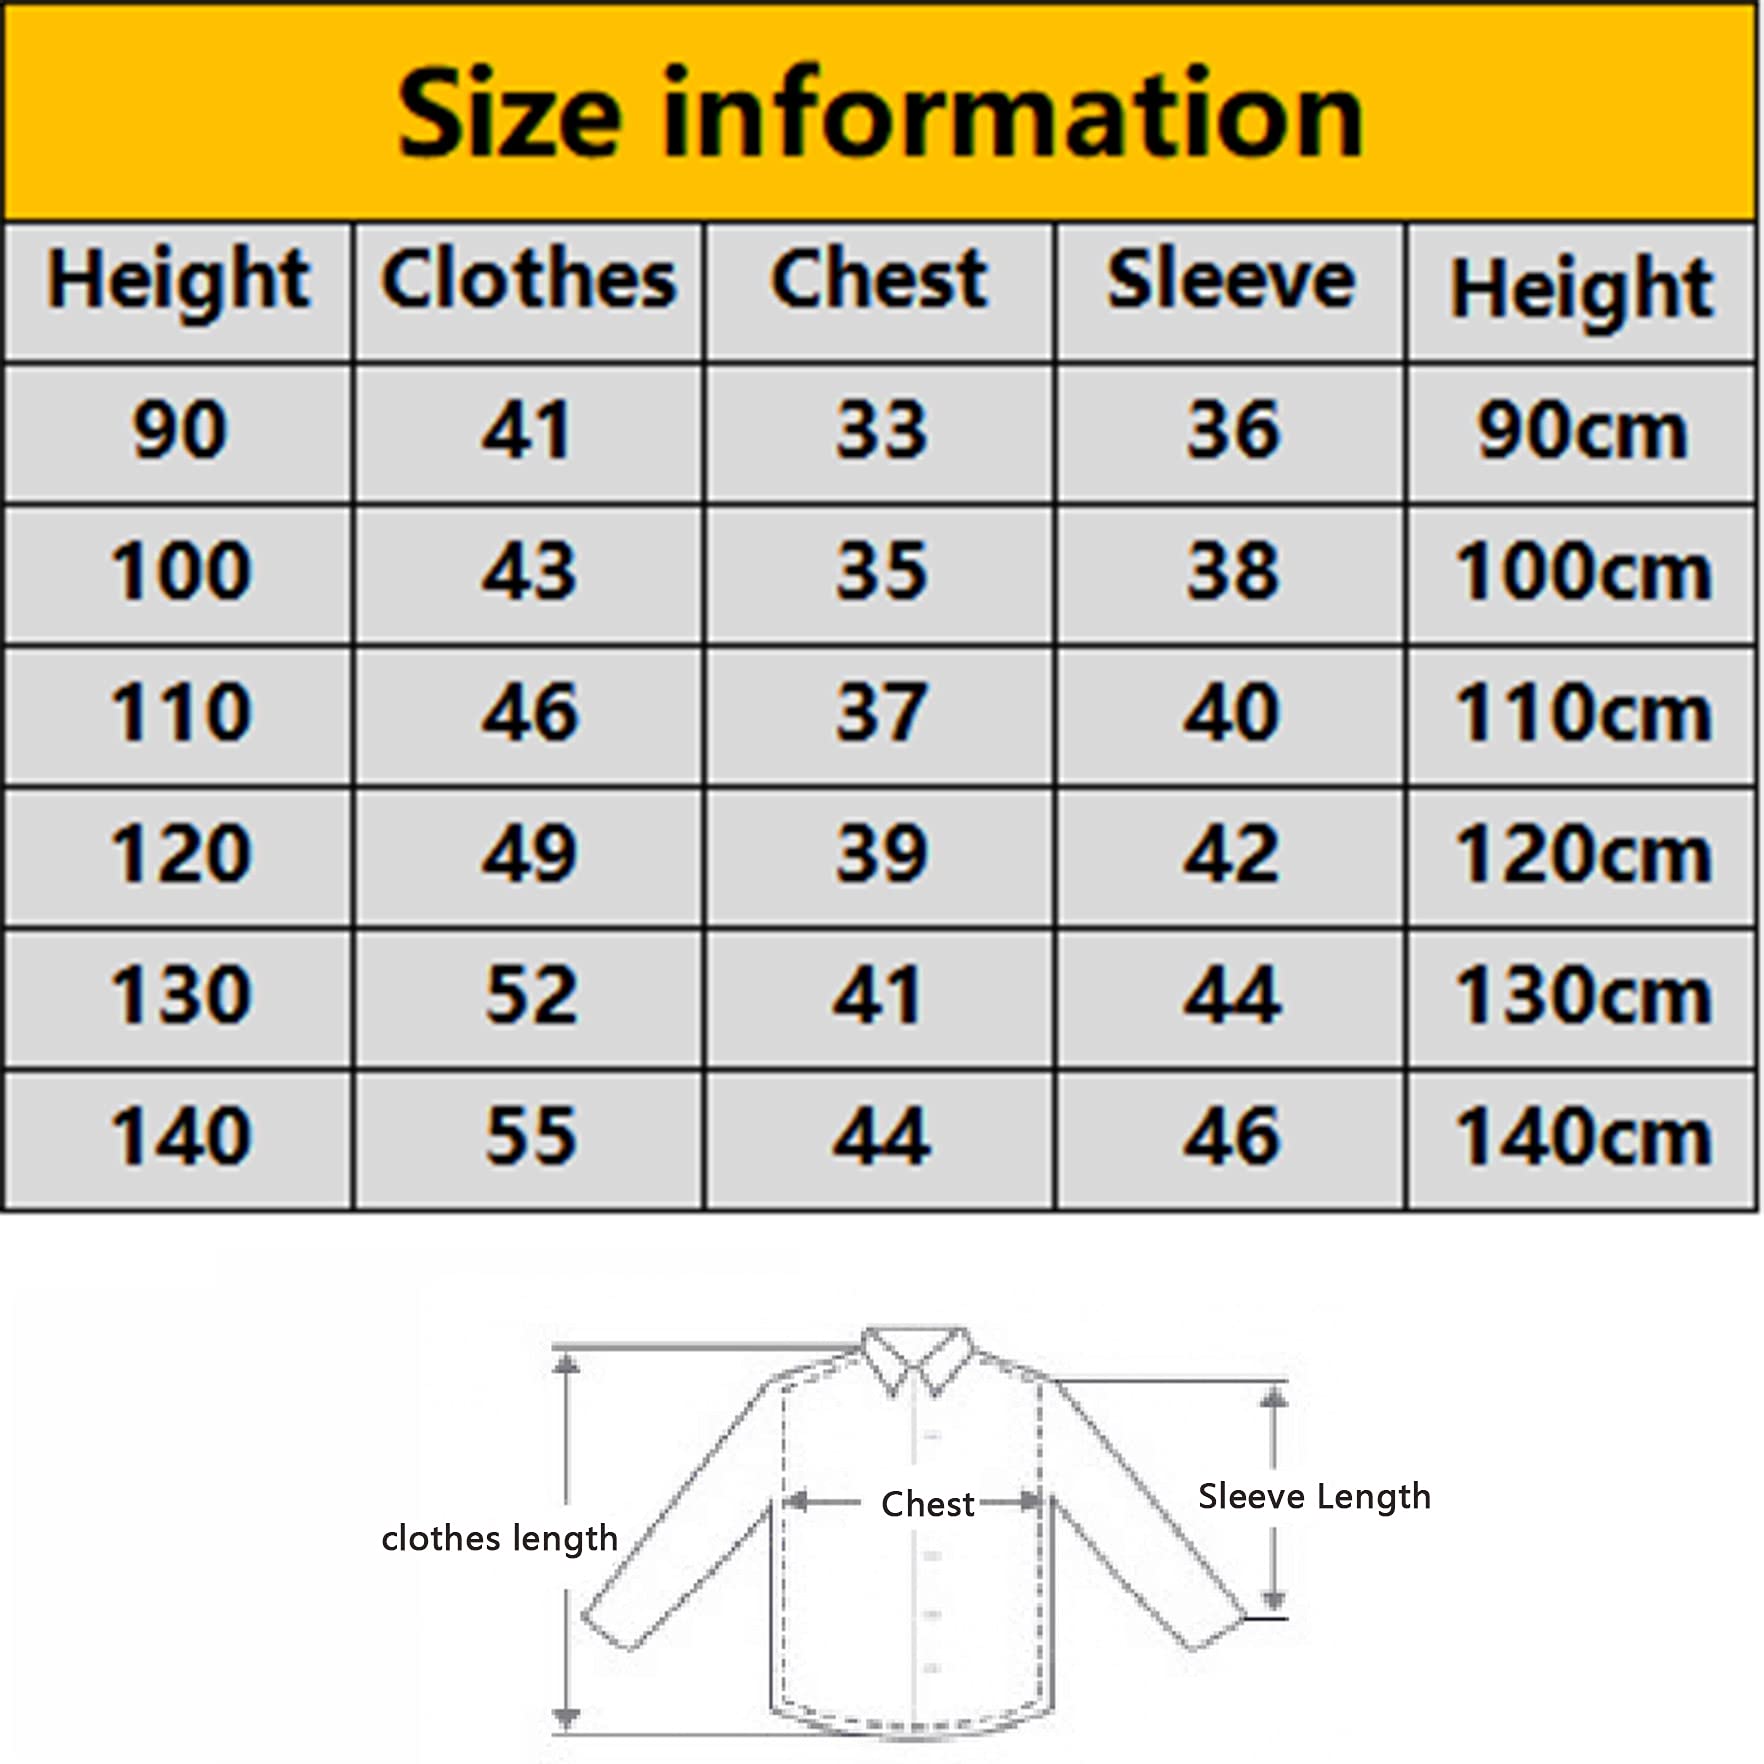 Size information
Height Clothes Chest Sleeve Height
90 41 33 36 90cm
100 43 35 38 100cm
110 46 37 40 110cm
120 49 39 42 120cm
130 52 41 44 130cm
140 55 44 46 140cm
Chest
Sleeve Length
clothes length